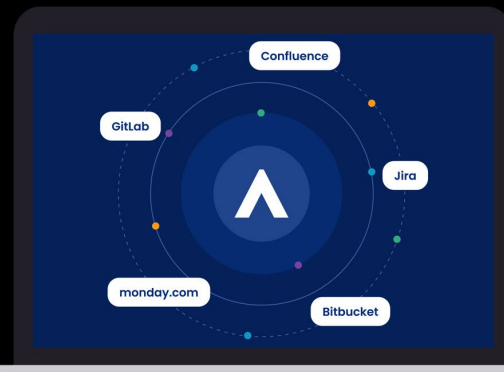 Confluence
GitLab
Jira
monday.com
Bitbucket